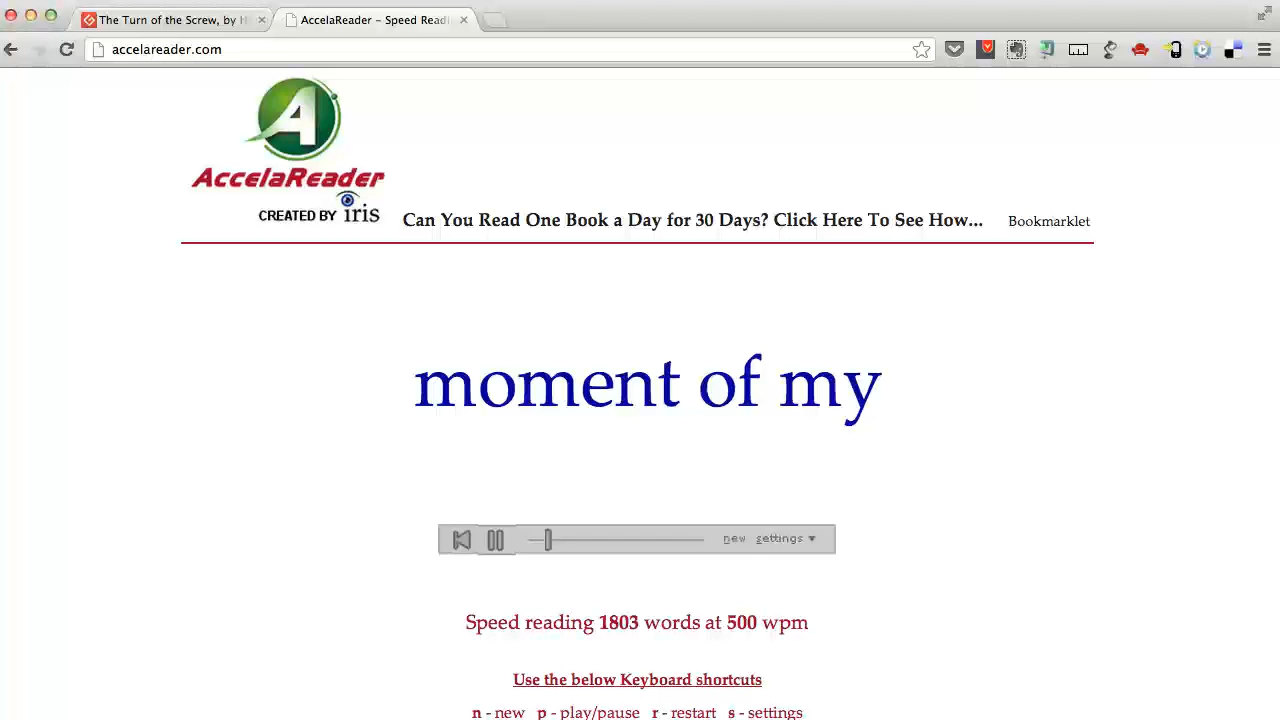 The Turn of the Screw, by H
AccelaReader – Speed Readi
accelareader.com
A
AccelaReader
CREATED BY iris
Can You Read One Book a Day for 30 Days? Click Here To See How...
Bookmarklet
moment of my
new settings ▾
Speed reading 1803 words at 500 wpm
Use the below Keyboard shortcuts
n - new p - play/pause r - restart s - settings